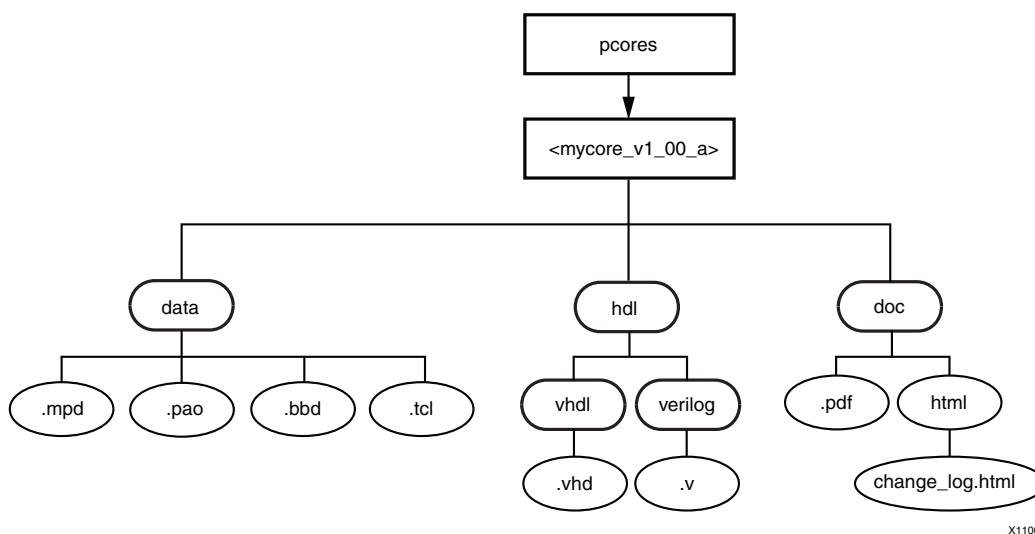 pcores
<mycore_v1_00_a>
data
hdl
doc
.mpd
.pao
.bbd
.tcl
vhdl
verilog
.pdf
html
.vhd
.v
change_log.html